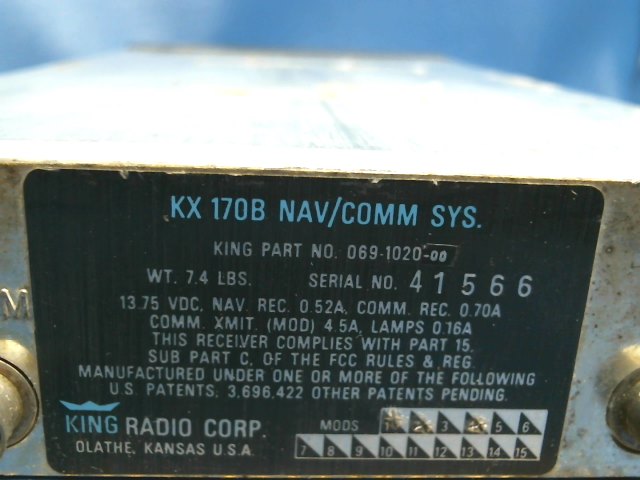 KX 170B NAV/COMM SYS.
KING PART NO. 069-1020-00
WT. 7.4 LBS. SERIAL NO. 41566
13.75 VDC, NAV. REC. 0.52A, COMM. REC. 0.70A
COMM. XMIT. (MOD) 4.5A, LAMPS 0.16A
THIS RECEIVER COMPLIES WITH PART 15,
SUB PART C, OF THE FCC RULES & REG.
MANUFACTURED UNDER ONE OR MORE OF THE FOLLOWING
U.S. PATENTS: 3,696,422 OTHER PATENTS PENDING.
KING RADIO CORP.
OLATHE, KANSAS U.S.A.
MODS 1 2 3 4 5 6
7 8 9 10 11 12 13 14 15
M